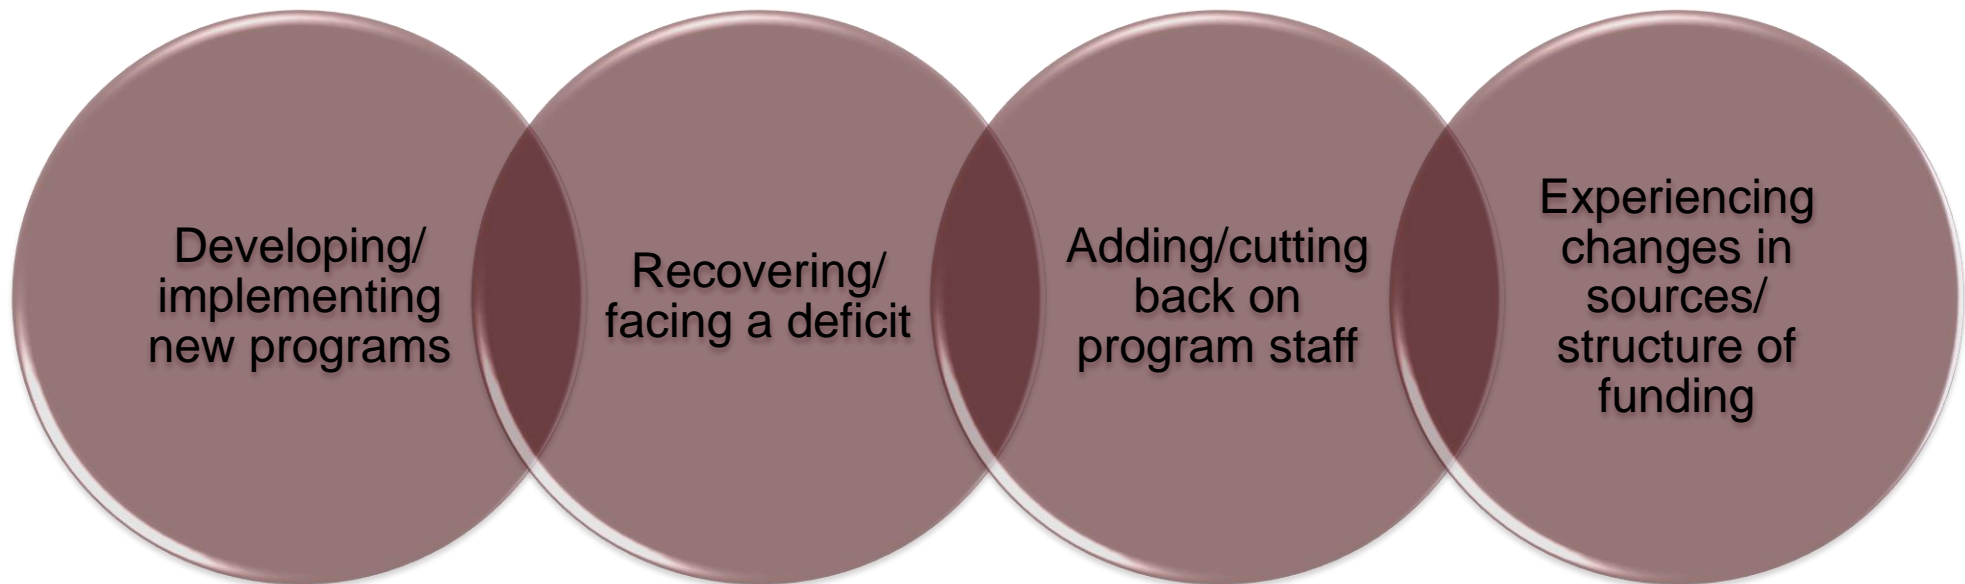 Developing/
implementing
new programs
Recovering/
facing a deficit
Adding/cutting
back on
program staff
Experiencing
changes in
sources/
structure of
funding